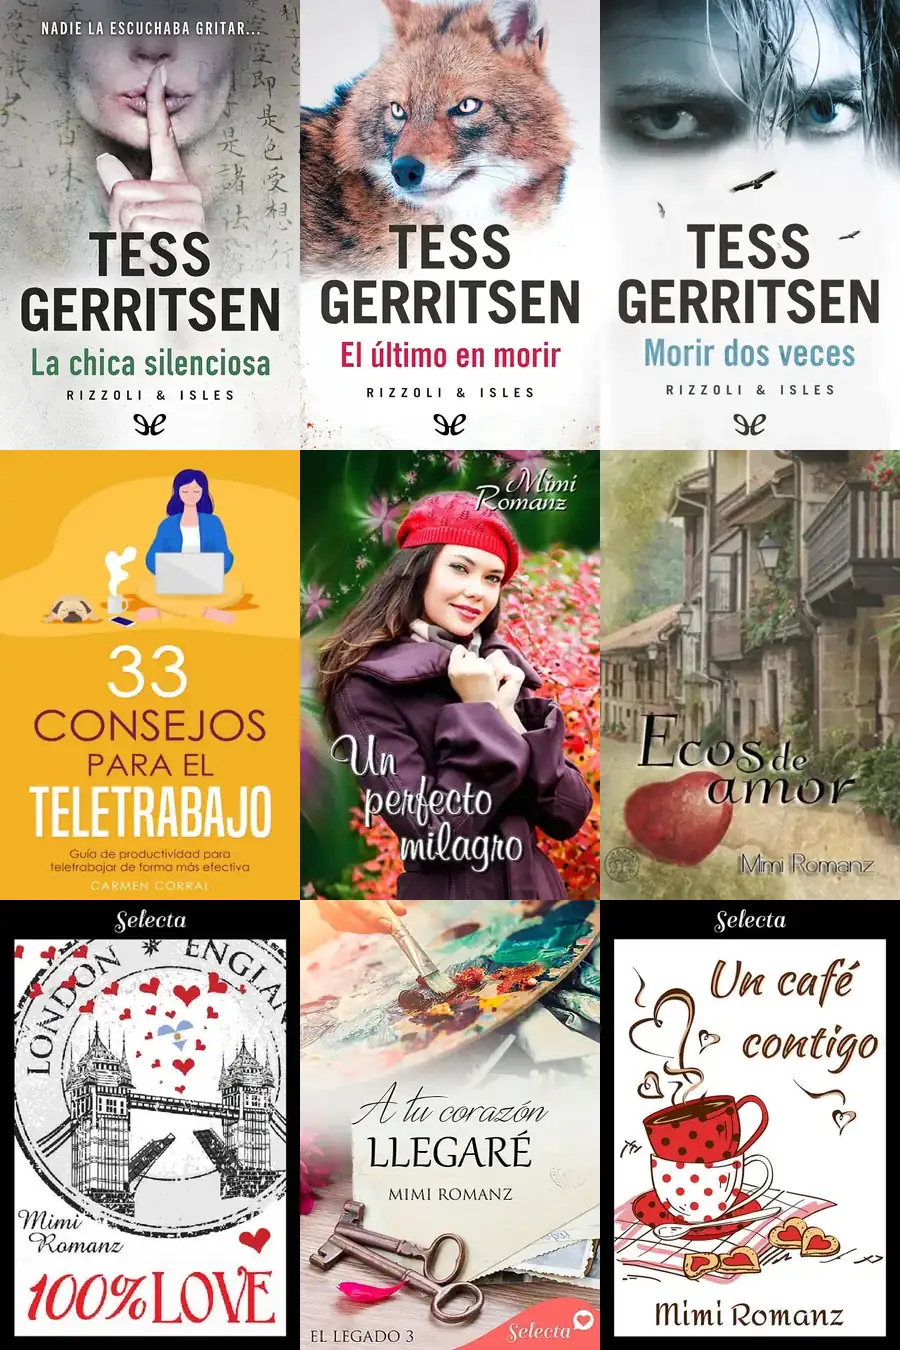 NADIE LA ESCUCHABA GRITAR...
TESS
GERRITSEN
La chica silenciosa
RIZZOLI & ISLES
TESS
GERRITSEN
El último en morir
RIZZOLI & ISLES
TESS
GERRITSEN
Morir dos veces
RIZZOLI & ISLES
33
CONSEJOS
PARA EL
TELETRABAJO
Guía de productividad para
teletrabajar de forma más efectiva
CARMEN CORRAL
Mimi
Romanz
Un
perfecto
milagro
Ecos de
amor
Mimi Romanz
Selecta
LONDON * ENGLAN
Mimi
Romanz
100% LOVE
A tu corazón
LLEGARÉ
MIMI ROMANZ
EL LEGADO 3
Selecta
Selecta
Un café
contigo
Mimi Romanz